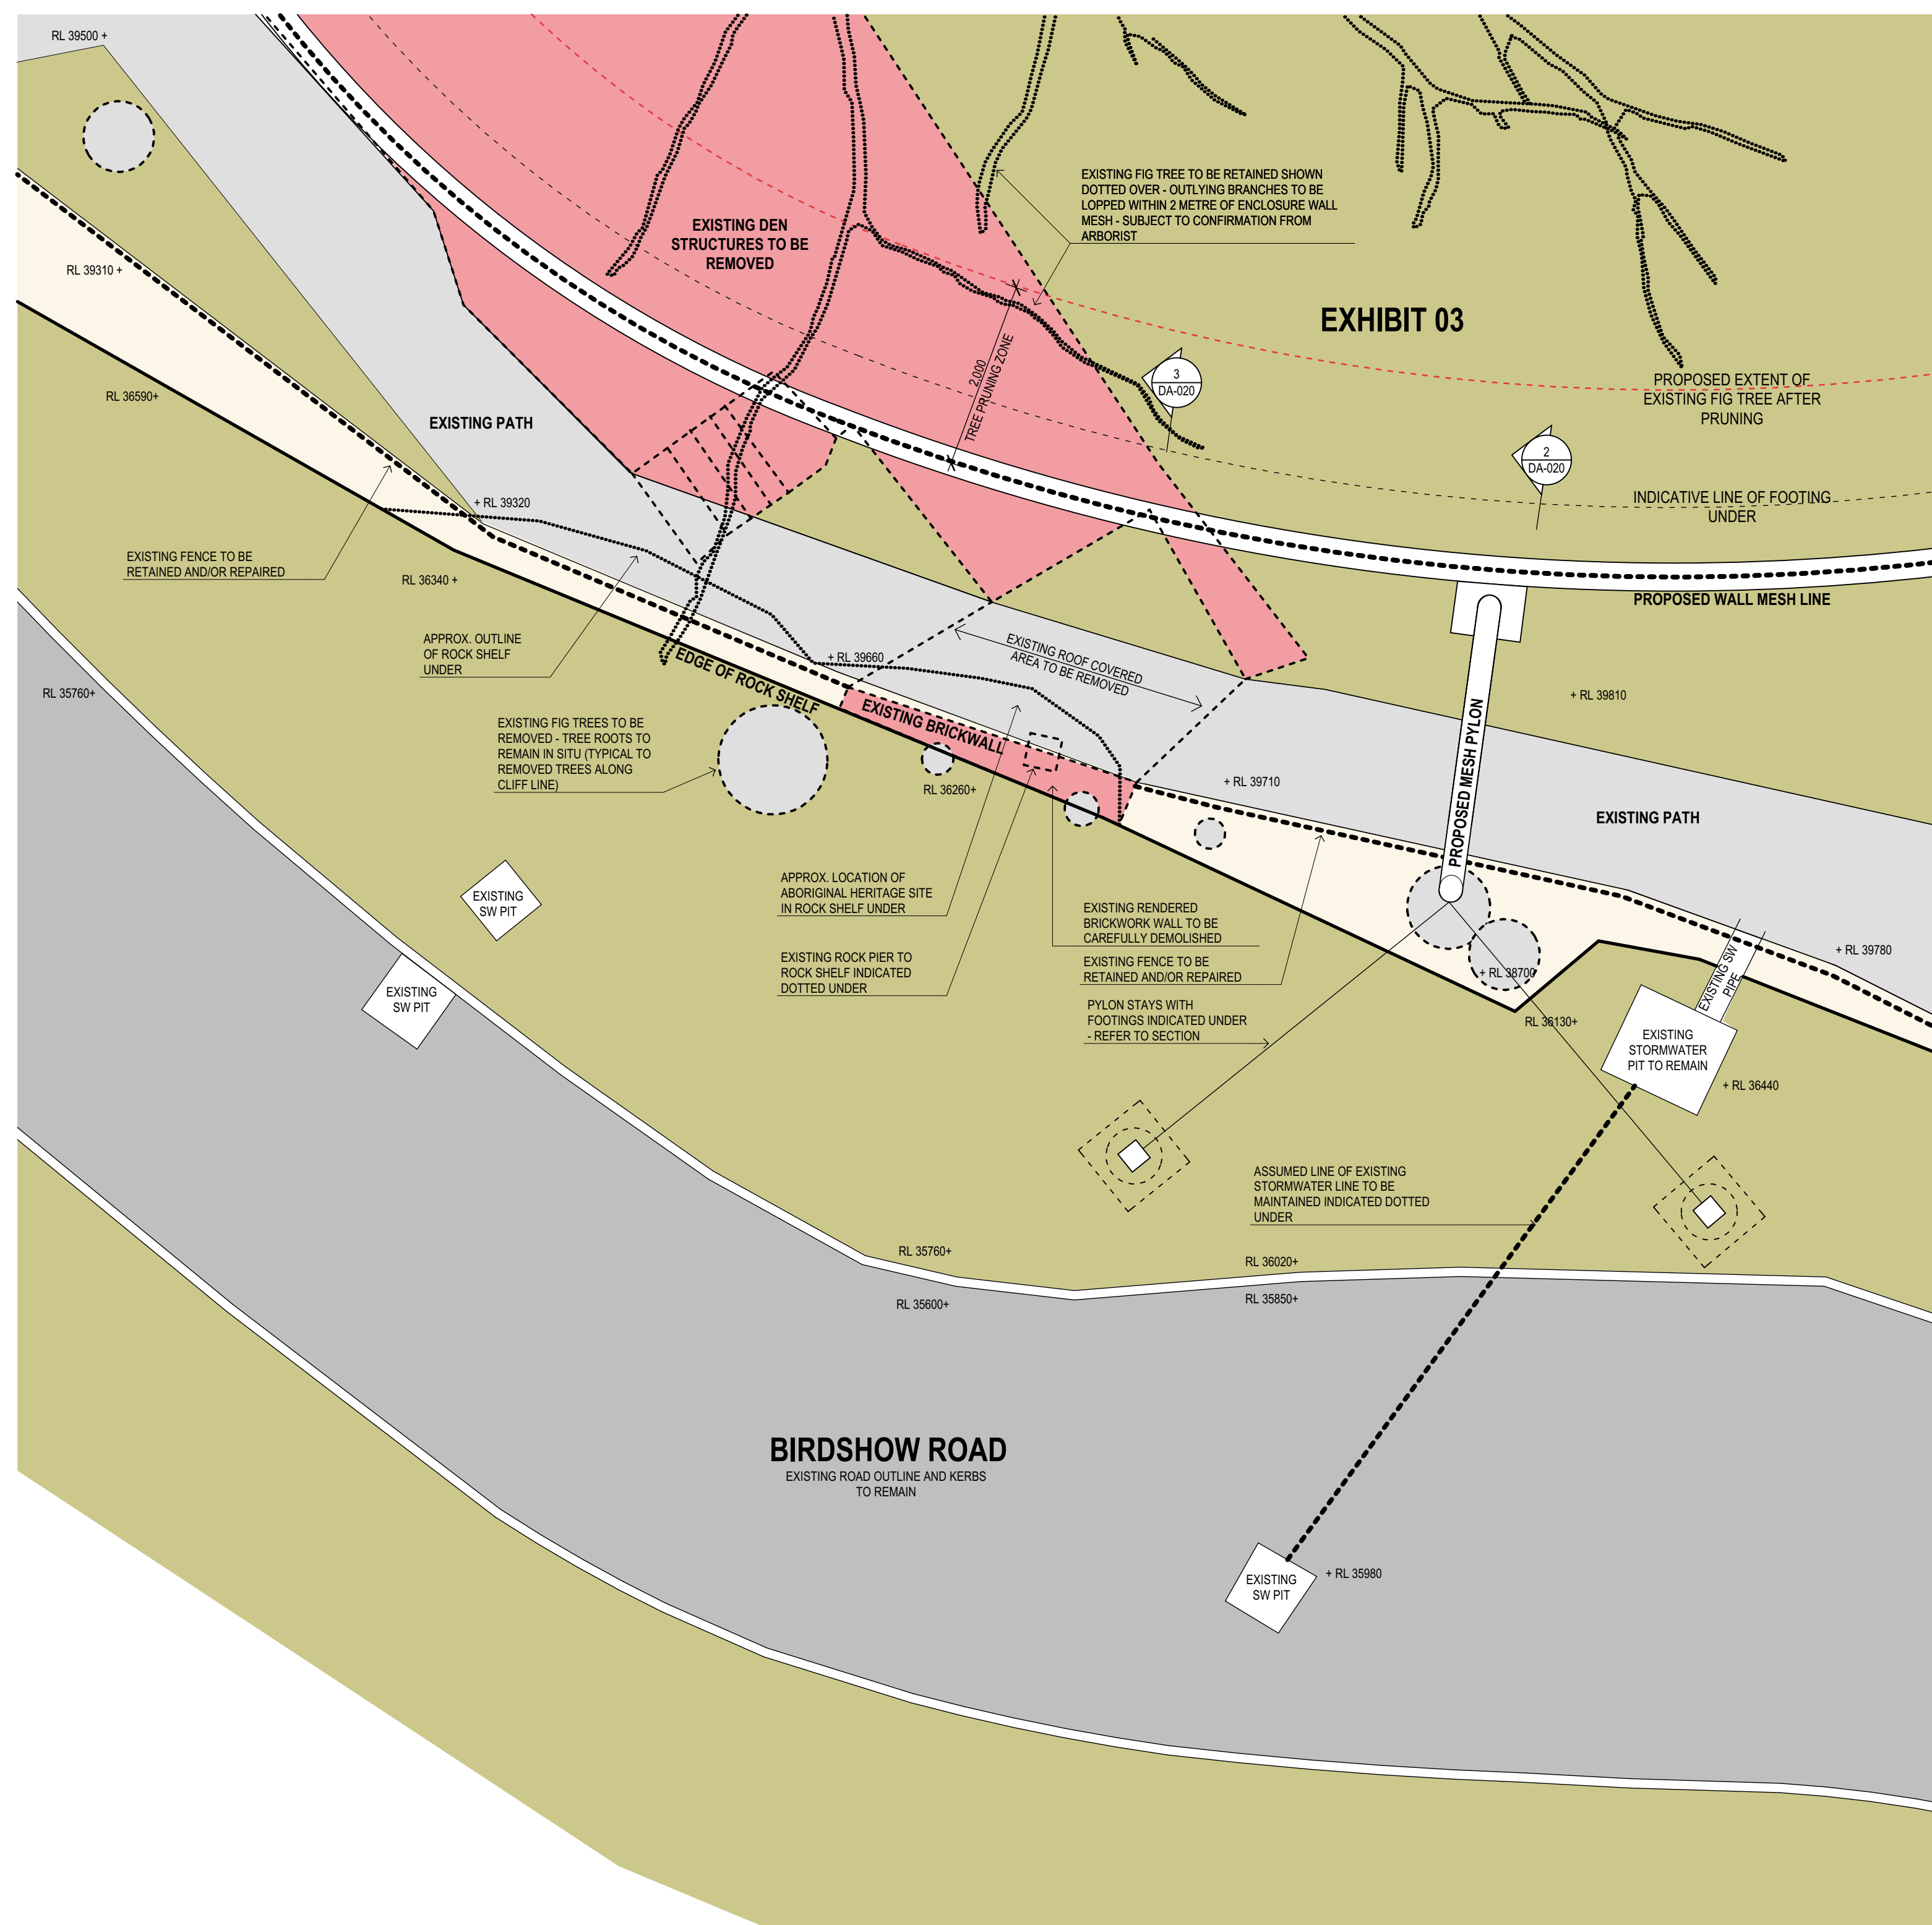 RL 39500 +
EXISTING FIG TREE TO BE RETAINED SHOWN
DOTTED OVER - OUTLYING BRANCHES TO BE
LOPPED WITHIN 2 METRE OF ENCLOSURE WALL
MESH - SUBJECT TO CONFIRMATION FROM
ARBORIST
EXISTING DEN
STRUCTURES TO BE
REMOVED
RL 39310 +
EXHIBIT 03
2,000
TREE PRUNING ZONE
3
DA-020
PROPOSED EXTENT OF
EXISTING FIG TREE AFTER
PRUNING
RL 36590+
EXISTING PATH
2
DA-020
INDICATIVE LINE OF FOOTING
UNDER
+ RL 39320
EXISTING FENCE TO BE
RETAINED AND/OR REPAIRED
RL 36340 +
PROPOSED WALL MESH LINE
APPROX. OUTLINE
OF ROCK SHELF
UNDER
EXISTING ROOF COVERED
AREA TO BE REMOVED
+ RL 39660
EDGE OF ROCK SHELF
RL 35760+
+ RL 39810
EXISTING FIG TREES TO BE
REMOVED - TREE ROOTS TO
REMAIN IN SITU (TYPICAL TO
REMOVED TREES ALONG
CLIFF LINE)
EXISTING BRICKWALL
PROPOSED MESH PYLON
RL 36260+
+ RL 39710
EXISTING PATH
APPROX. LOCATION OF
ABORIGINAL HERITAGE SITE
IN ROCK SHELF UNDER
EXISTING
SW PIT
EXISTING RENDERED
BRICKWORK WALL TO BE
CAREFULLY DEMOLISHED
EXISTING ROCK PIER TO
ROCK SHELF INDICATED
DOTTED UNDER
EXISTING FENCE TO BE
RETAINED AND/OR REPAIRED
+ RL 38700
EXISTING SW
PIPE
+ RL 39780
EXISTING
SW PIT
PYLON STAYS WITH
FOOTINGS INDICATED UNDER
- REFER TO SECTION
RL 36130+
EXISTING
STORMWATER
PIT TO REMAIN
+ RL 36440
ASSUMED LINE OF EXISTING
STORMWATER LINE TO BE
MAINTAINED INDICATED DOTTED
UNDER
RL 35760+
RL 36020+
RL 35600+
RL 35850+
BIRDSHOW ROAD
EXISTING ROAD OUTLINE AND KERBS
TO REMAIN
EXISTING
SW PIT
+ RL 35980